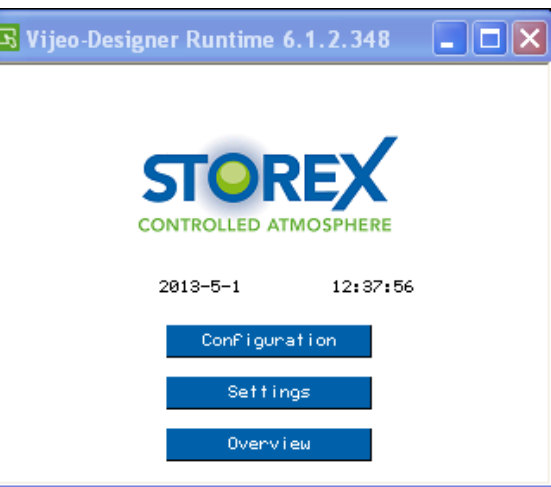 Vijeo-Designer Runtime 6.1.2.348
STOREX
CONTROLLED ATMOSPHERE
2013-5-1 12:37:56
Configuration
Settings
Overview